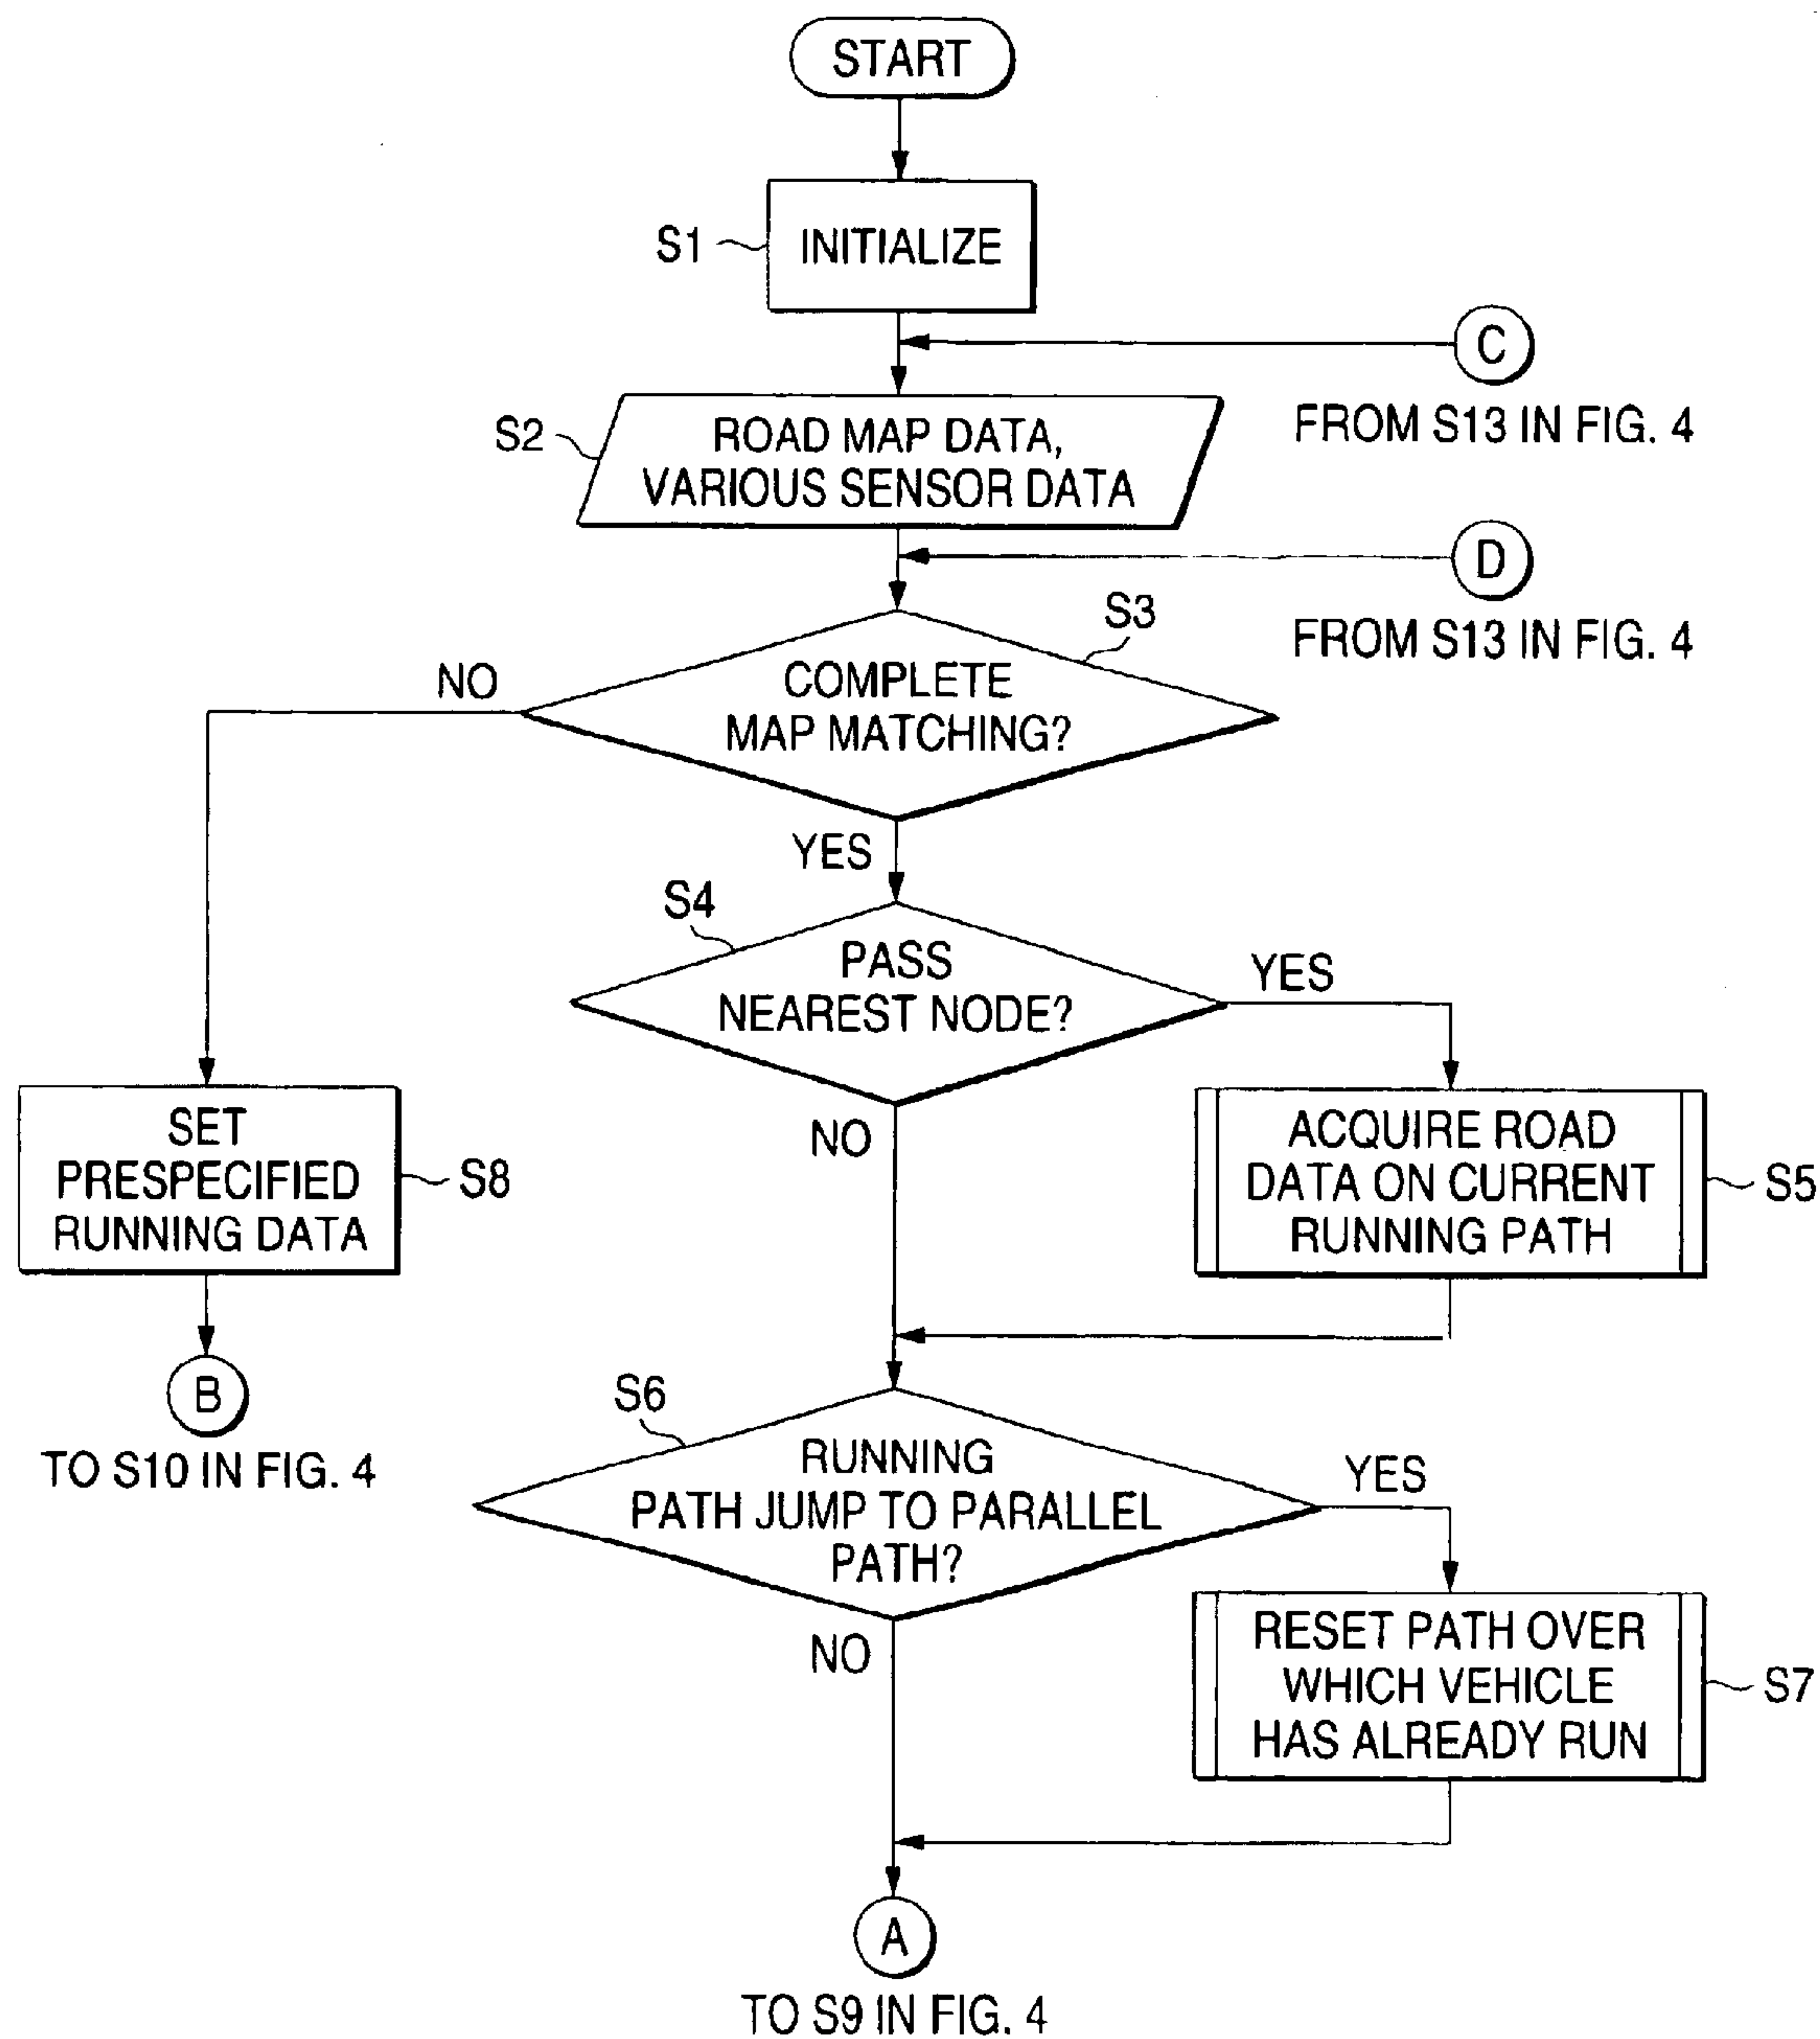 START
S1
INITIALIZE
C
FROM S13 IN FIG. 4
S2
ROAD MAP DATA,
VARIOUS SENSOR DATA
D
FROM S13 IN FIG. 4
S3
NO
COMPLETE
MAP MATCHING?
YES
S4
PASS
NEAREST NODE?
YES
NO
SET
PRESPECIFIED
RUNNING DATA
S8
ACQUIRE ROAD
DATA ON CURRENT
RUNNING PATH
S5
B
TO S10 IN FIG. 4
S6
RUNNING
PATH JUMP TO PARALLEL
PATH?
YES
NO
RESET PATH OVER
WHICH VEHICLE
HAS ALREADY RUN
S7
A
TO S9 IN FIG. 4